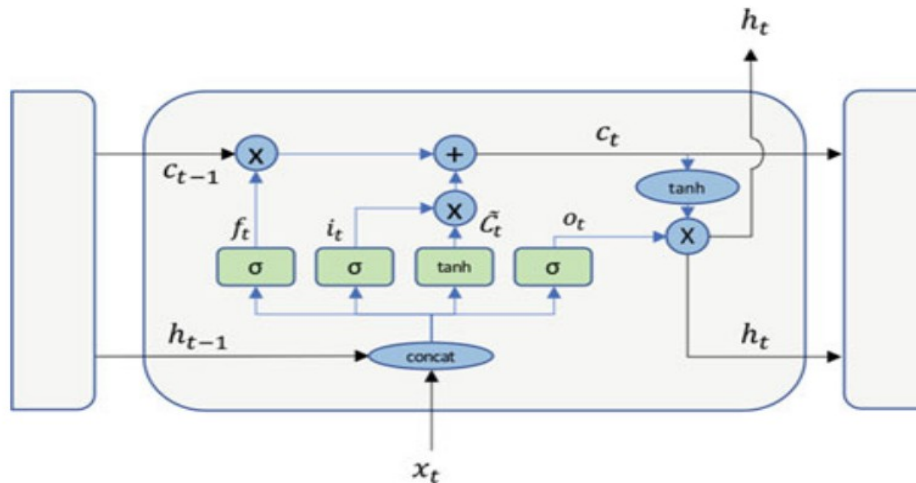 h_t
c_{t-1}
x
+
c_t
tanh
f_t
i_t
x
C̃_t
o_t
x
σ
σ
tanh
σ
h_{t-1}
concat
h_t
x_t